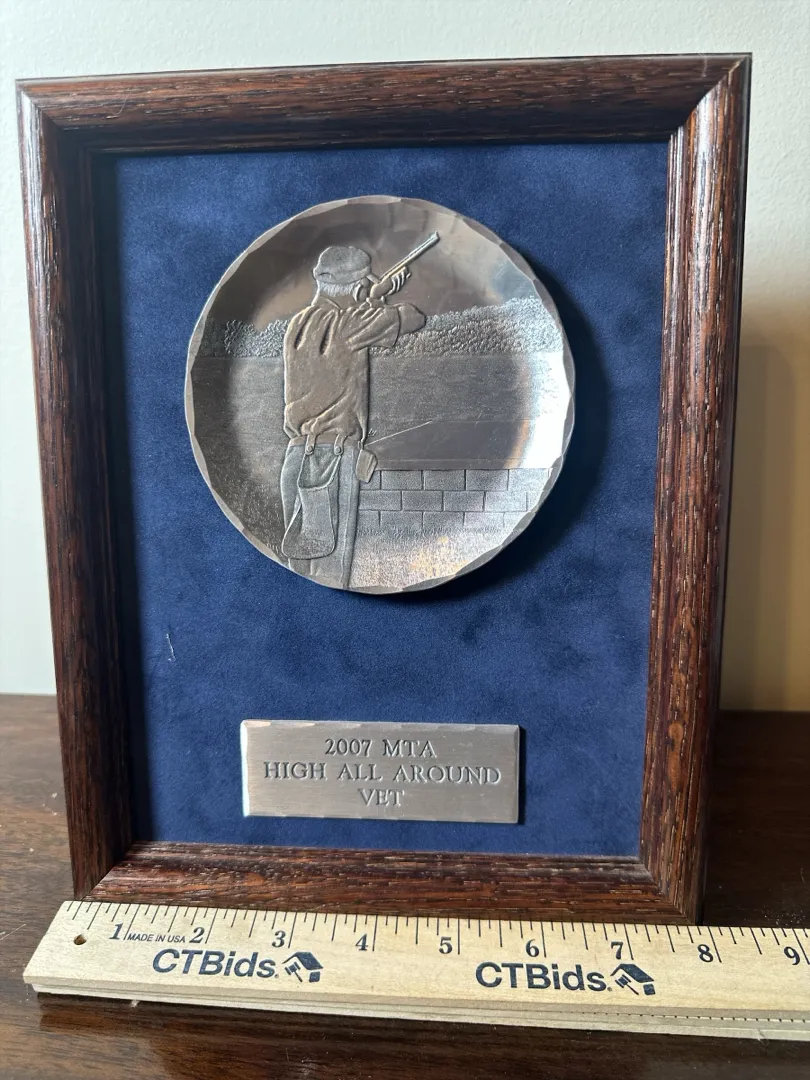 2007 MTA
HIGH ALL AROUND
VET
1 MADE IN USA 2 3 4 5 6 7 8 9
CTBids. CTBids.